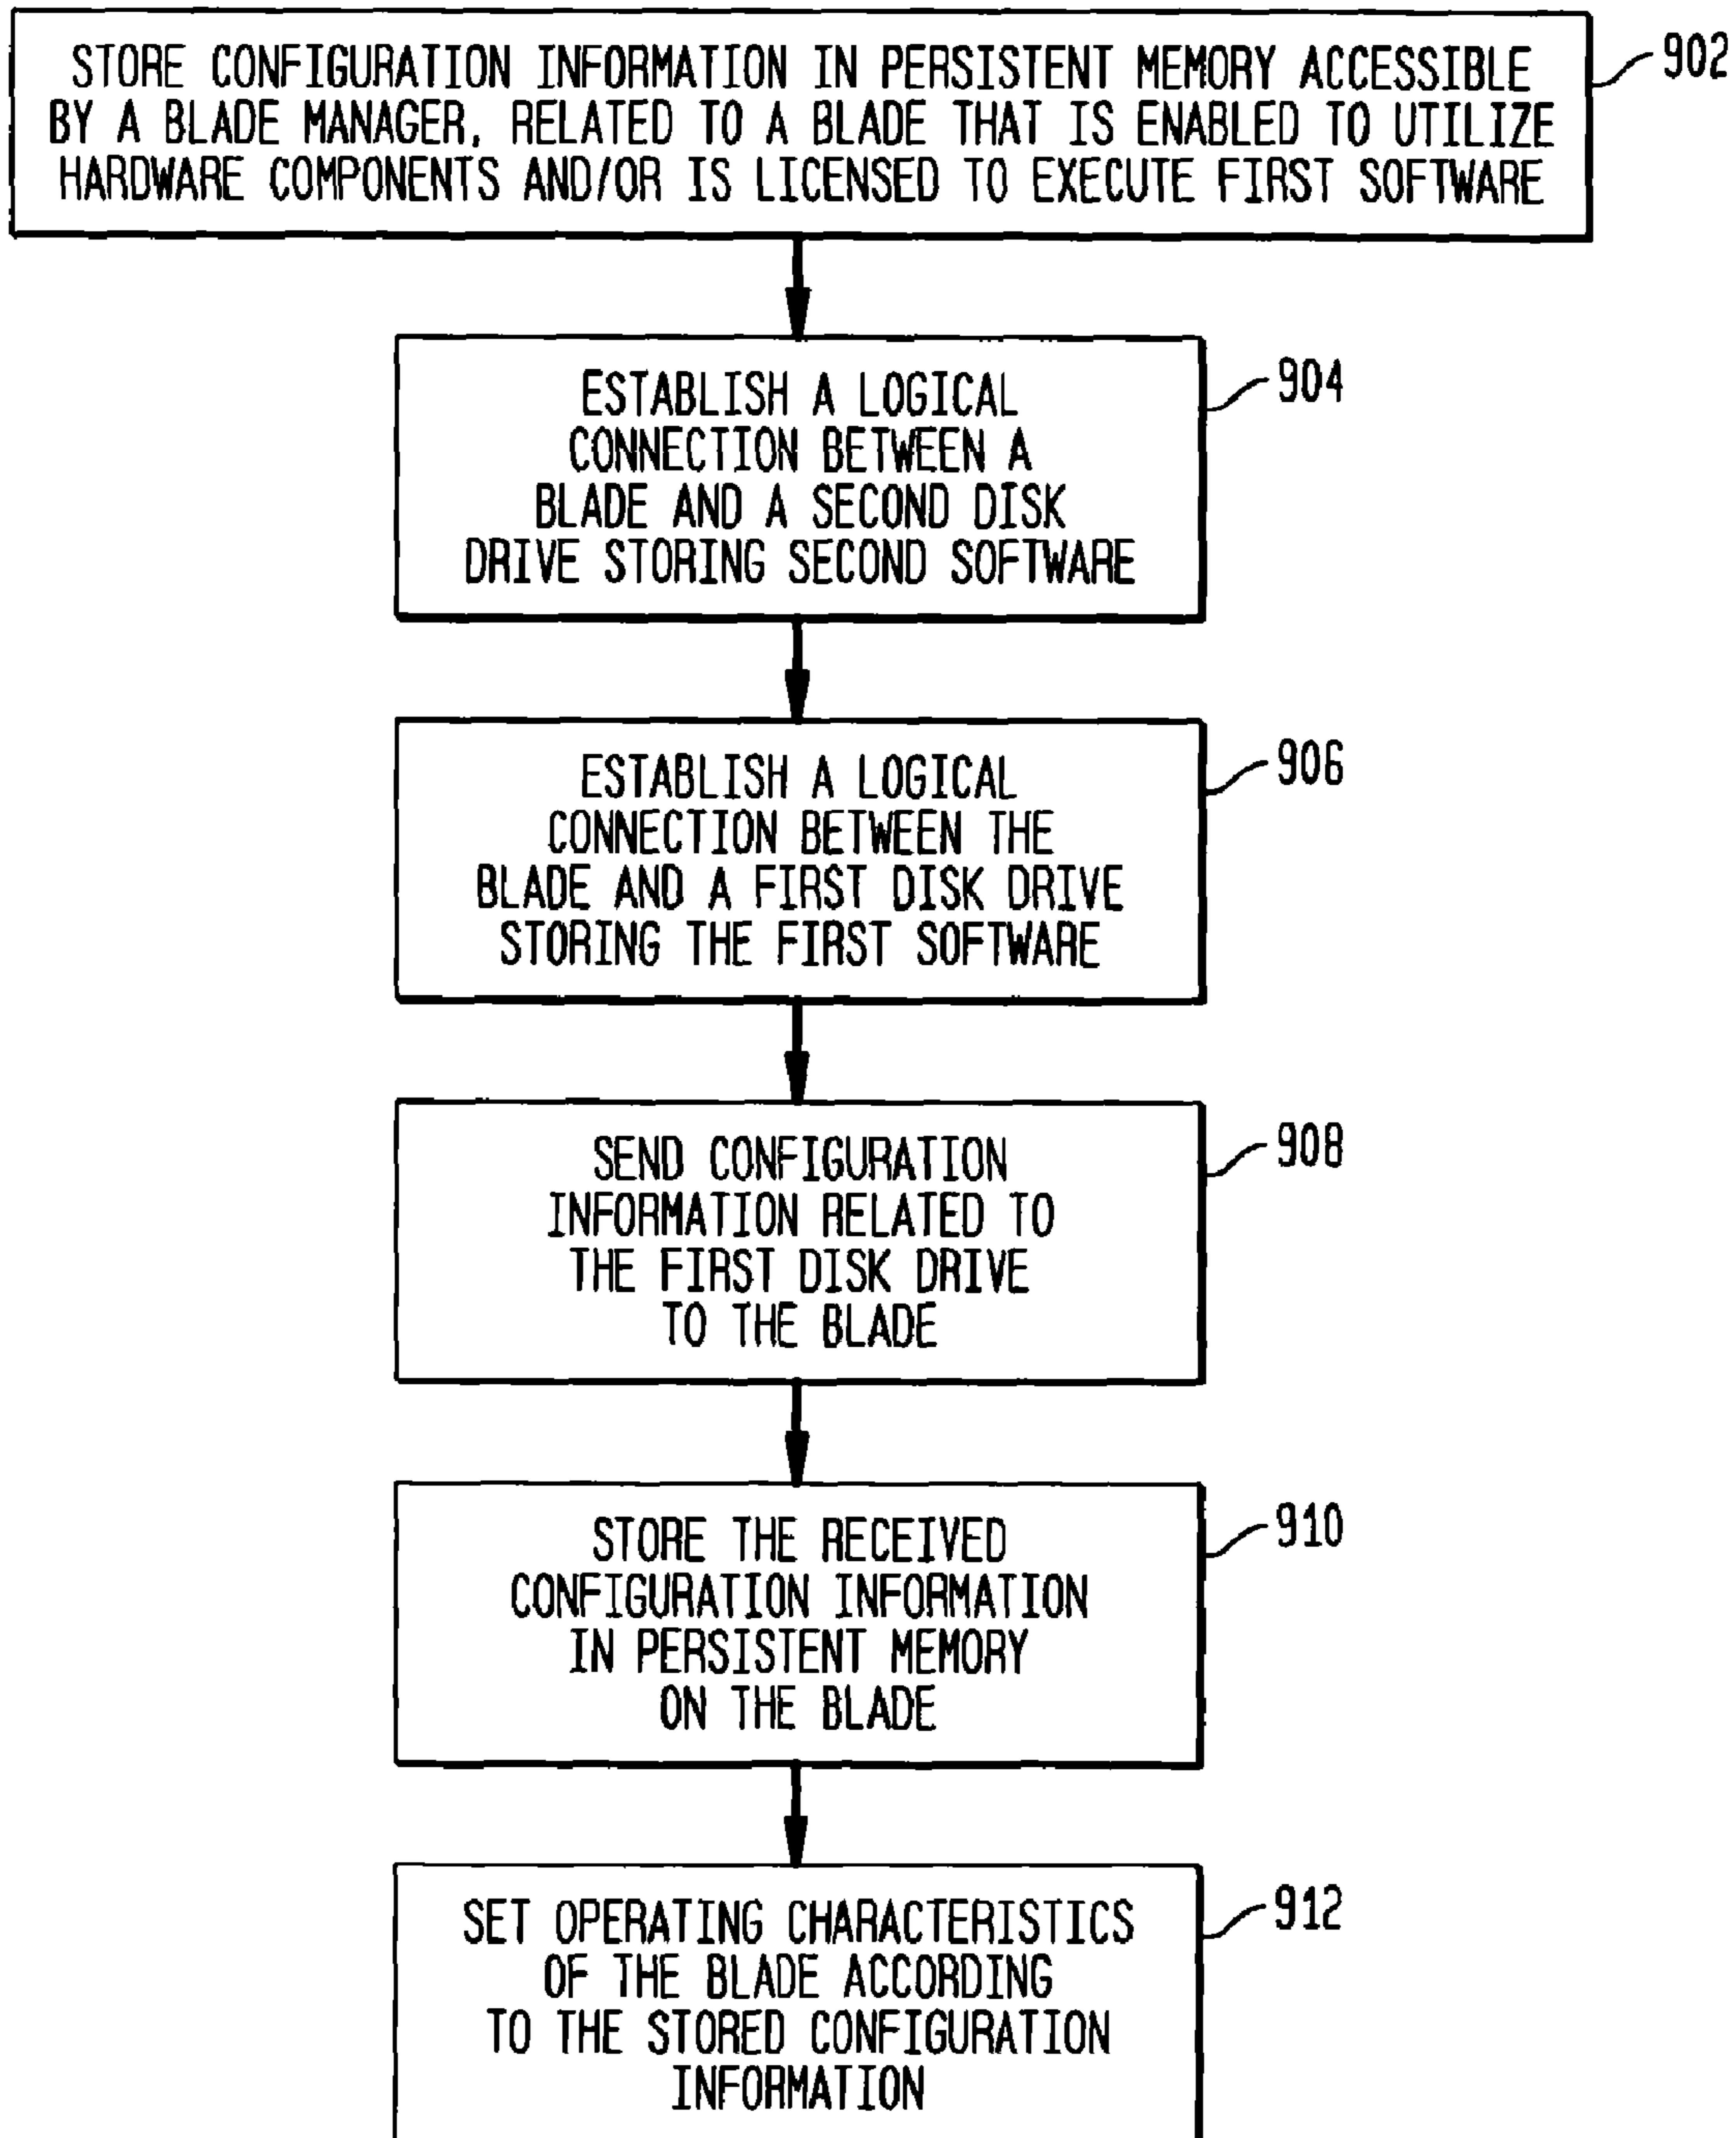 STORE CONFIGURATION INFORMATION IN PERSISTENT MEMORY ACCESSIBLE
BY A BLADE MANAGER, RELATED TO A BLADE THAT IS ENABLED TO UTILIZE
HARDWARE COMPONENTS AND/OR IS LICENSED TO EXECUTE FIRST SOFTWARE
902
ESTABLISH A LOGICAL
CONNECTION BETWEEN A
BLADE AND A SECOND DISK
DRIVE STORING SECOND SOFTWARE
904
ESTABLISH A LOGICAL
CONNECTION BETWEEN THE
BLADE AND A FIRST DISK DRIVE
STORING THE FIRST SOFTWARE
906
SEND CONFIGURATION
INFORMATION RELATED TO
THE FIRST DISK DRIVE
TO THE BLADE
908
STORE THE RECEIVED
CONFIGURATION INFORMATION
IN PERSISTENT MEMORY
ON THE BLADE
910
SET OPERATING CHARACTERISTICS
OF THE BLADE ACCORDING
TO THE STORED CONFIGURATION
INFORMATION
912